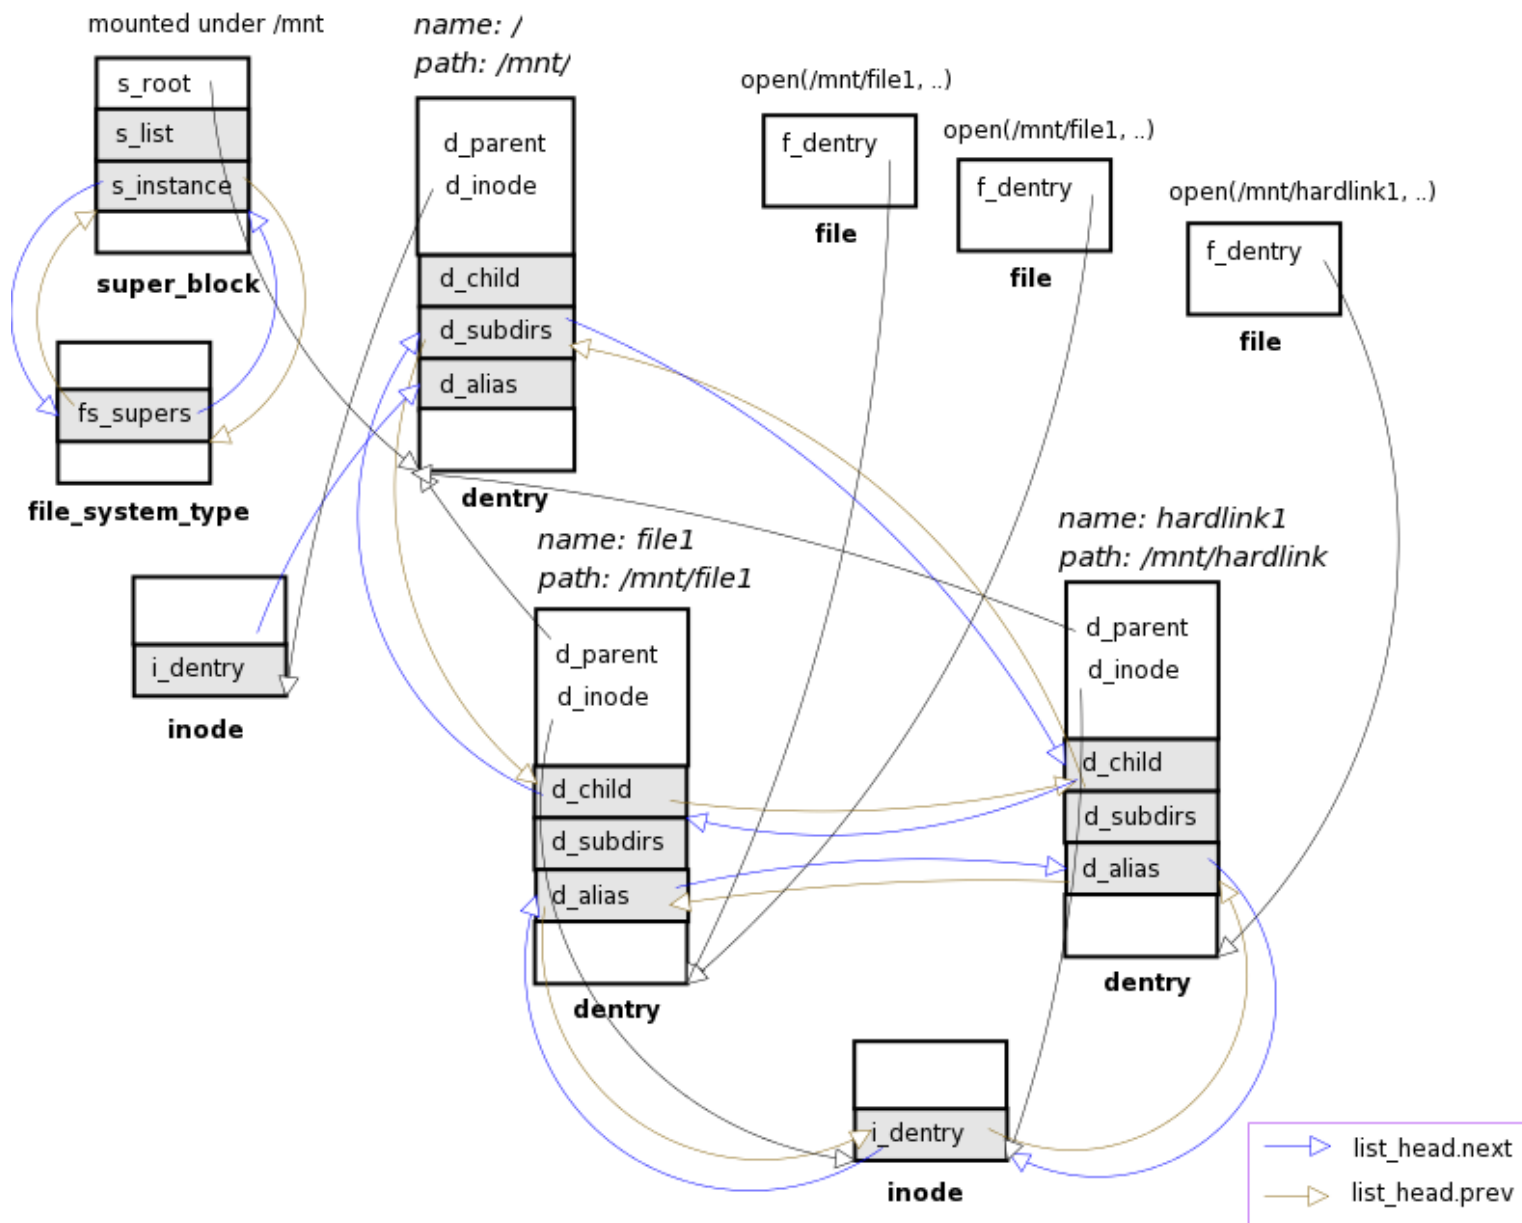 mounted under /mnt
s_root
s_list
s_instance
super_block
fs_supers
file_system_type
name: /
path: /mnt/
d_parent
d_inode
d_child
d_subdirs
d_alias
dentry
open(/mnt/file1, ..)
f_dentry
file
open(/mnt/file1, ..)
f_dentry
file
open(/mnt/hardlink1, ..)
f_dentry
file
i_dentry
inode
name: file1
path: /mnt/file1
d_parent
d_inode
d_child
d_subdirs
d_alias
dentry
name: hardlink1
path: /mnt/hardlink
d_parent
d_inode
d_child
d_subdirs
d_alias
dentry
i_dentry
inode
list_head.next
list_head.prev